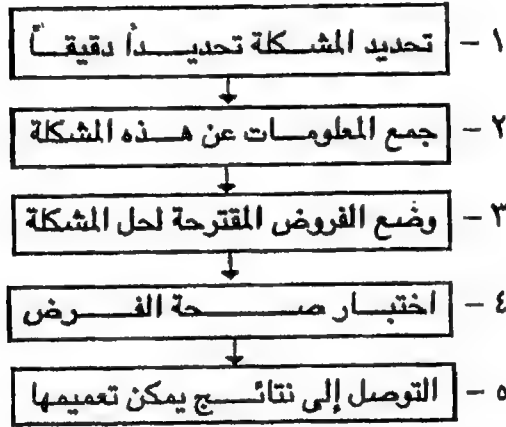 ١ - تحديد المشكلة تحديداً دقيقاً
٢ - جمع المعلومات عن هذه المشكلة
٣ - وضع الفروض المقترحة لحل المشكلة
٤ - اختبار صحة الفرض
٥ - التوصل إلى نتائج يمكن تعميمها